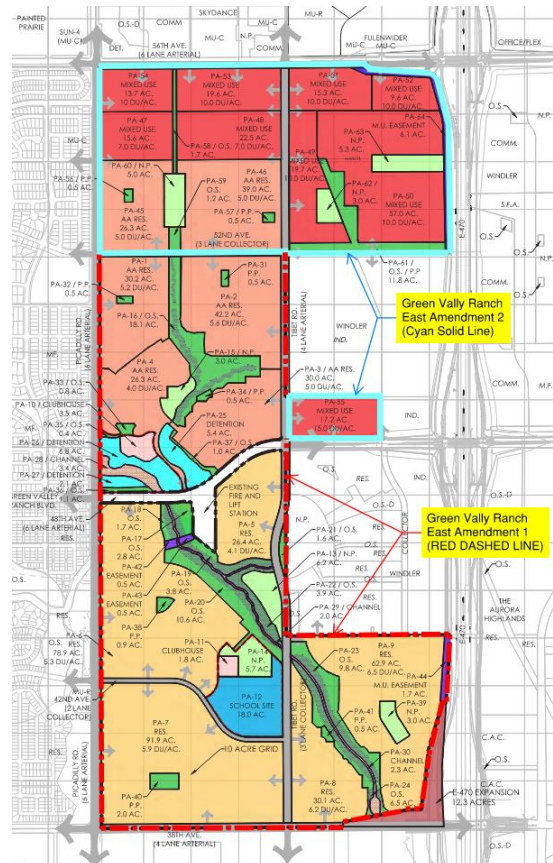 PAINTED
PRAIRIE
SUN-4
(MU-C)
O.S.-D
COMM.
SKYDANCE
MU-R
FULENWIDER
MU-C
MU-C
OFFICE/FLEX
DET.
56TH AVE.
(6 LANE ARTERIAL)
MU-C
N.P.
COMM.
PA-54
MIXED USE
13.7 AC.
10 DU/AC.
PA-53
MIXED USE
19.6 AC.
10.0 DU/AC.
PA-51
MIXED USE
15.3 AC.
10.0 DU/AC.
PA-52
MIXED USE
9.6 AC.
10.0 DU/AC.
PA-47
MIXED USE
15.6 AC.
7.0 DU/AC.
PA-48
MIXED USE
22.5 AC.
7.0 DU/AC.
PA-58 / O.S.
1.7 AC.
PA-64
M.U. EASEMENT
6.1 AC.
PA-63
N.P.
5.3 AC.
PA-49
MIXED USE
19.7 AC.
PA-60 / N.P.
5.0 AC.
PA-59
O.S.
1.2 AC.
PA-46
AA RES.
39.0 AC.
5.0 DU/AC.
PA-62 /
N.P.
3.0 AC.
PA-50
MIXED USE
57.0 AC.
10.0 DU/AC.
PA-56 / P.P.
0.5 AC.
PA-45
AA RES.
26.3 AC.
5.0 DU/AC.
PA-57 / P.P.
0.5 AC.
52ND AVE.
(3 LANE COLLECTOR)
MU-C
O.S.
COMM.
WINDLER
S.F.A.
O.S.
E-470
PA-61
/ O.S. / P.P
11.8 AC.
PA-1
AA RES.
30.2 AC.
5.2 DU/AC.
PA-31
P.P.
0.5 AC.
PA-32 / P.P.
0.5 AC.
PA-2
AA RES.
42.2 AC.
5.6 DU/AC.
PA-16 / O.S.
18.1 AC.
PICADILLY RD.
(6 LANE ARTERIAL)
TIBET RD.
(4 LANE ARTERIAL)
WINDLER
IND.
Green Vally Ranch
East Amendment 2
(Cyan Solid Line)
PA-15 / N.P.
3.0 AC.
PA-4
AA RES.
26.3 AC.
4.0 DU/AC.
PA-34 / P.P.
0.5 AC.
PA-3 / AA RES.
30.0 AC.
5.0 DU/AC.
COMM.
M.F.
MF.
PA-33 / O.S.
0.8 AC.
PA-10 / CLUBHOUSE
3.5 AC.
PA-35 / O.S.
0.4 AC.
MF.
PA-26 / DETENTION
6.8 AC.
PA-28 / CHANNEL
3.4 AC.
PA-27 / DETENTION
PA-25
DETENTION
5.4 AC.
PA-37 / O.S.
1.0 AC.
PA-55
MIXED USE
17.2 AC.
15.0 DU/AC.
IND.
O.S.-D
48TH AVE.
(6 LANE ARTERIAL)
RES.
EXISTING
FIRE AND
LIFT
STATION
PA-5
RES.
26.4 AC.
4.1 DU/AC.
O.S.
RES.
IND.
COLLECTOR
Green Vally Ranch
East Amendment 1
(RED DASHED LINE)
PA-18
O.S.
1.7 AC.
PA-17
O.S.
2.8 AC.
PA-42
EASEMENT
0.5 AC.
PA-43
EASEMENT
0.5 AC.
PA-19
O.S.
3.8 AC.
PA-20
O.S.
10.6 AC.
N.P.
PA-21 / O.S.
1.6 AC.
PA-13 / N.P.
6.2 AC.
PA-22 / O.S.
3.9 AC.
PA-29 / CHANNEL
2.0 AC.
WINDLER
THE
AURORA
HIGHLANDS
PA-38
P.P.
0.9 AC.
PA-6
RES.
78.9 AC.
5.3 DU/AC.
PA-11
CLUBHOUSE
1.8 AC.
PA-14
N.P.
5.7 AC.
PA-23
O.S.
9.8 AC.
PA-9
RES.
62.9 AC.
6.5 DU/AC.
M.U. EASEMENT
1.7 AC.
PA-44
MU-R
42ND AVE.
(2 LANE
COLLECTOR)
PA-12
SCHOOL SITE
18.0 AC.
PA-39
N.P.
3.0 AC.
PA-41
P.P.
0.5 AC.
PA-7
RES.
91.9 AC.
5.9 DU/AC.
10 ACRE GRID
TIBET RD.
(3 LANE COLLECTOR)
PA-30
CHANNEL
2.3 AC.
C.A.C.
O.S.
PICADILLY RD.
(6 LANE ARTERIAL)
PA-40
P.P.
2.0 AC.
PA-8
RES.
30.1 AC.
6.2 DU/AC.
PA-24
O.S.
6.5 AC.
E-470 EXPANSION
12.3 ACRES
C.A.C.
38TH AVE.
(4 LANE ARTERIAL)